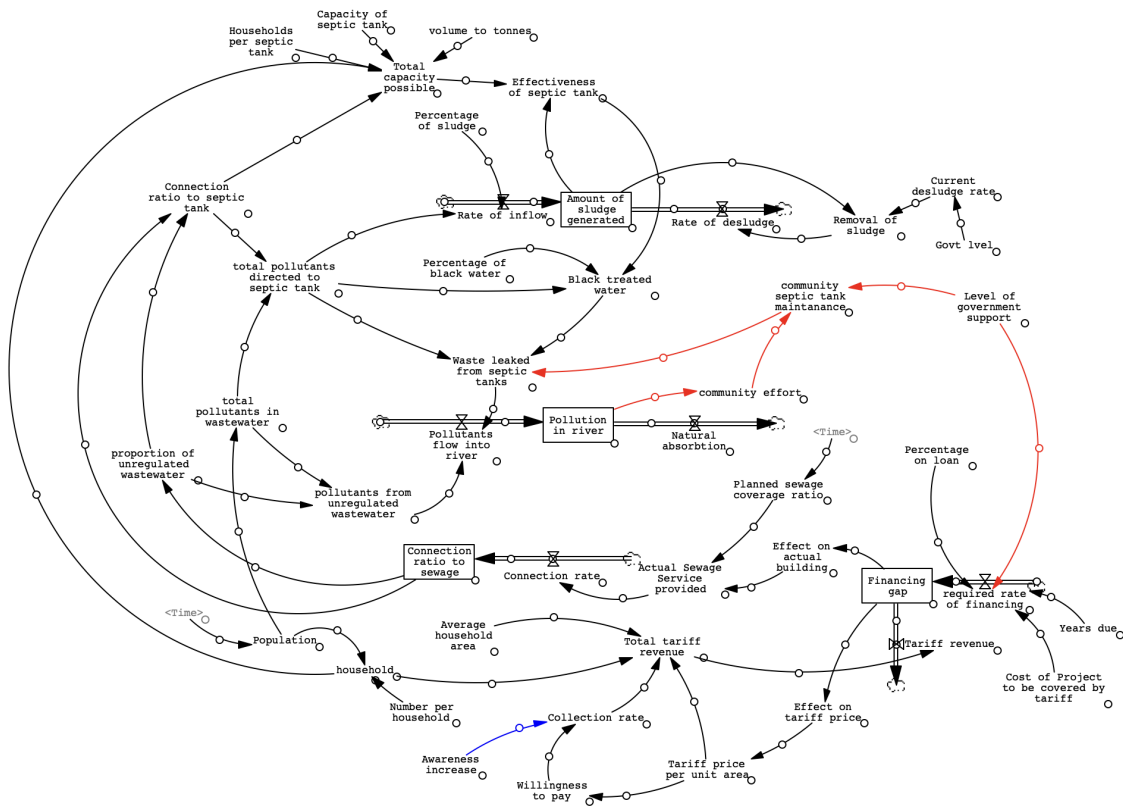 Capacity of
septic tank
Households
per septic
tank
volume to tonnes
Total
capacity
possible
Effectiveness
of septic tank
Percentage
of sludge
Connection
ratio to septic
tank
Rate of inflow
Amount of
sludge
generated
Rate of desludge
Current
desludge rate
Removal of
sludge
Govt lvel
total pollutants
directed to
septic tank
Percentage of
black water
Black treated
water
community
septic tank
maintanance
Level of
government
support
Waste leaked
from septic
tanks
community effort
total
pollutants in
wastewater
Pollutants
flow into
river
Pollution
in river
Natural
absorbtion
<Time>
proportion of
unregulated
wastewater
pollutants from
unregulated
wastewater
Planned sewage
coverage ratio
Percentage
on loan
Connection
ratio to
sewage
Connection rate
Actual Sewage
Service
provided
Effect on
actual
building
Financing
gap
required rate
of financing
Years due
<Time>
Population
Average
household
area
Total tariff
revenue
Tariff revenue
household
Number per
household
Cost of Project
to be covered by
tariff
Collection rate
Effect on
tariff price
Awareness
increase
Willingness
to pay
Tariff price
per unit area